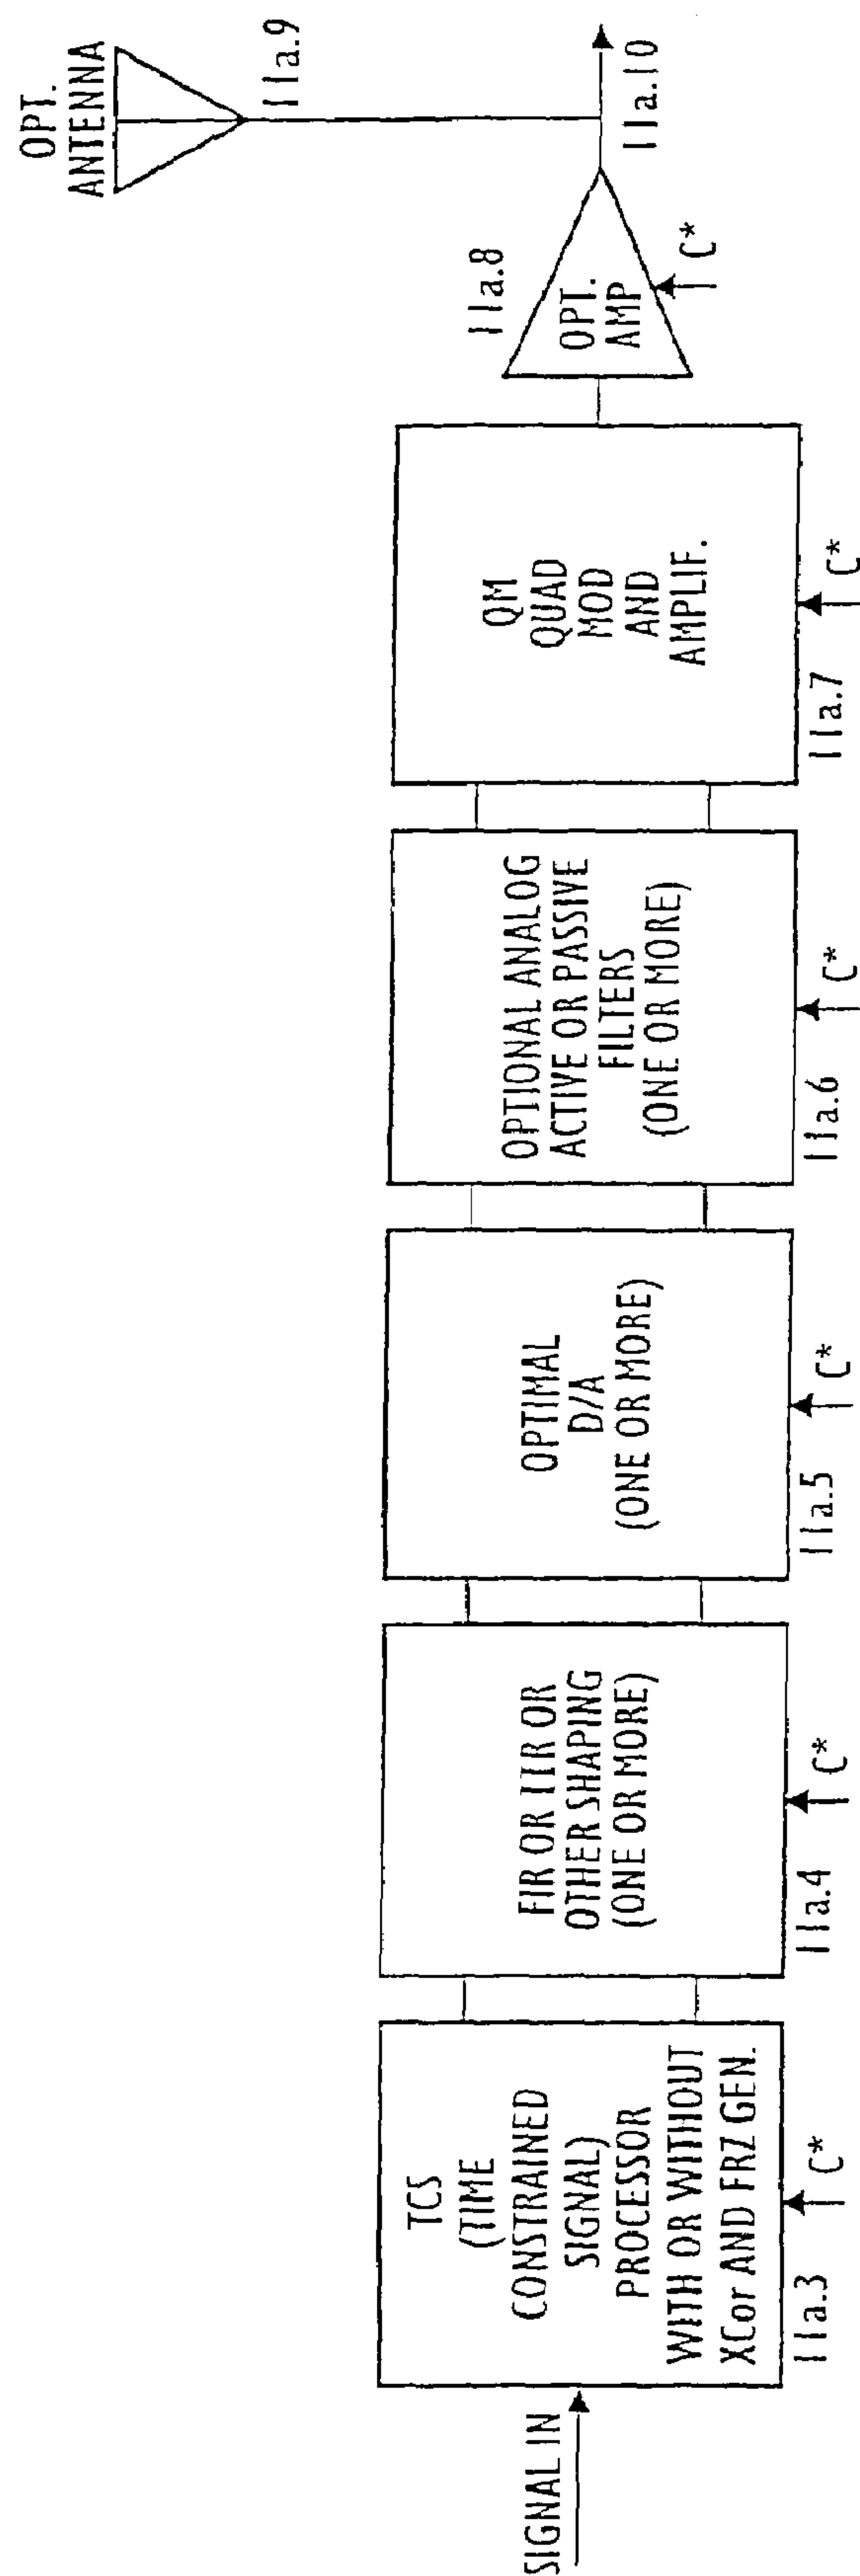 SIGNAL IN
TCS
(TIME
CONSTRAINED
SIGNAL)
PROCESSOR
WITH OR WITHOUT
XCor AND FRZ GEN.
11a.3
C*
FIR OR IIR OR
OTHER SHAPING
(ONE OR MORE)
11a.4
C*
OPTIMAL
D/A
(ONE OR MORE)
11a.5
C*
OPTIONAL ANALOG
ACTIVE OR PASSIVE
FILTERS
(ONE OR MORE)
11a.6
C*
QM
QUAD
MOD
AND
AMPLIF.
11a.7
C*
11a.8
OPT.
AMP
C*
OPT.
ANTENNA
11a.9
11a.10